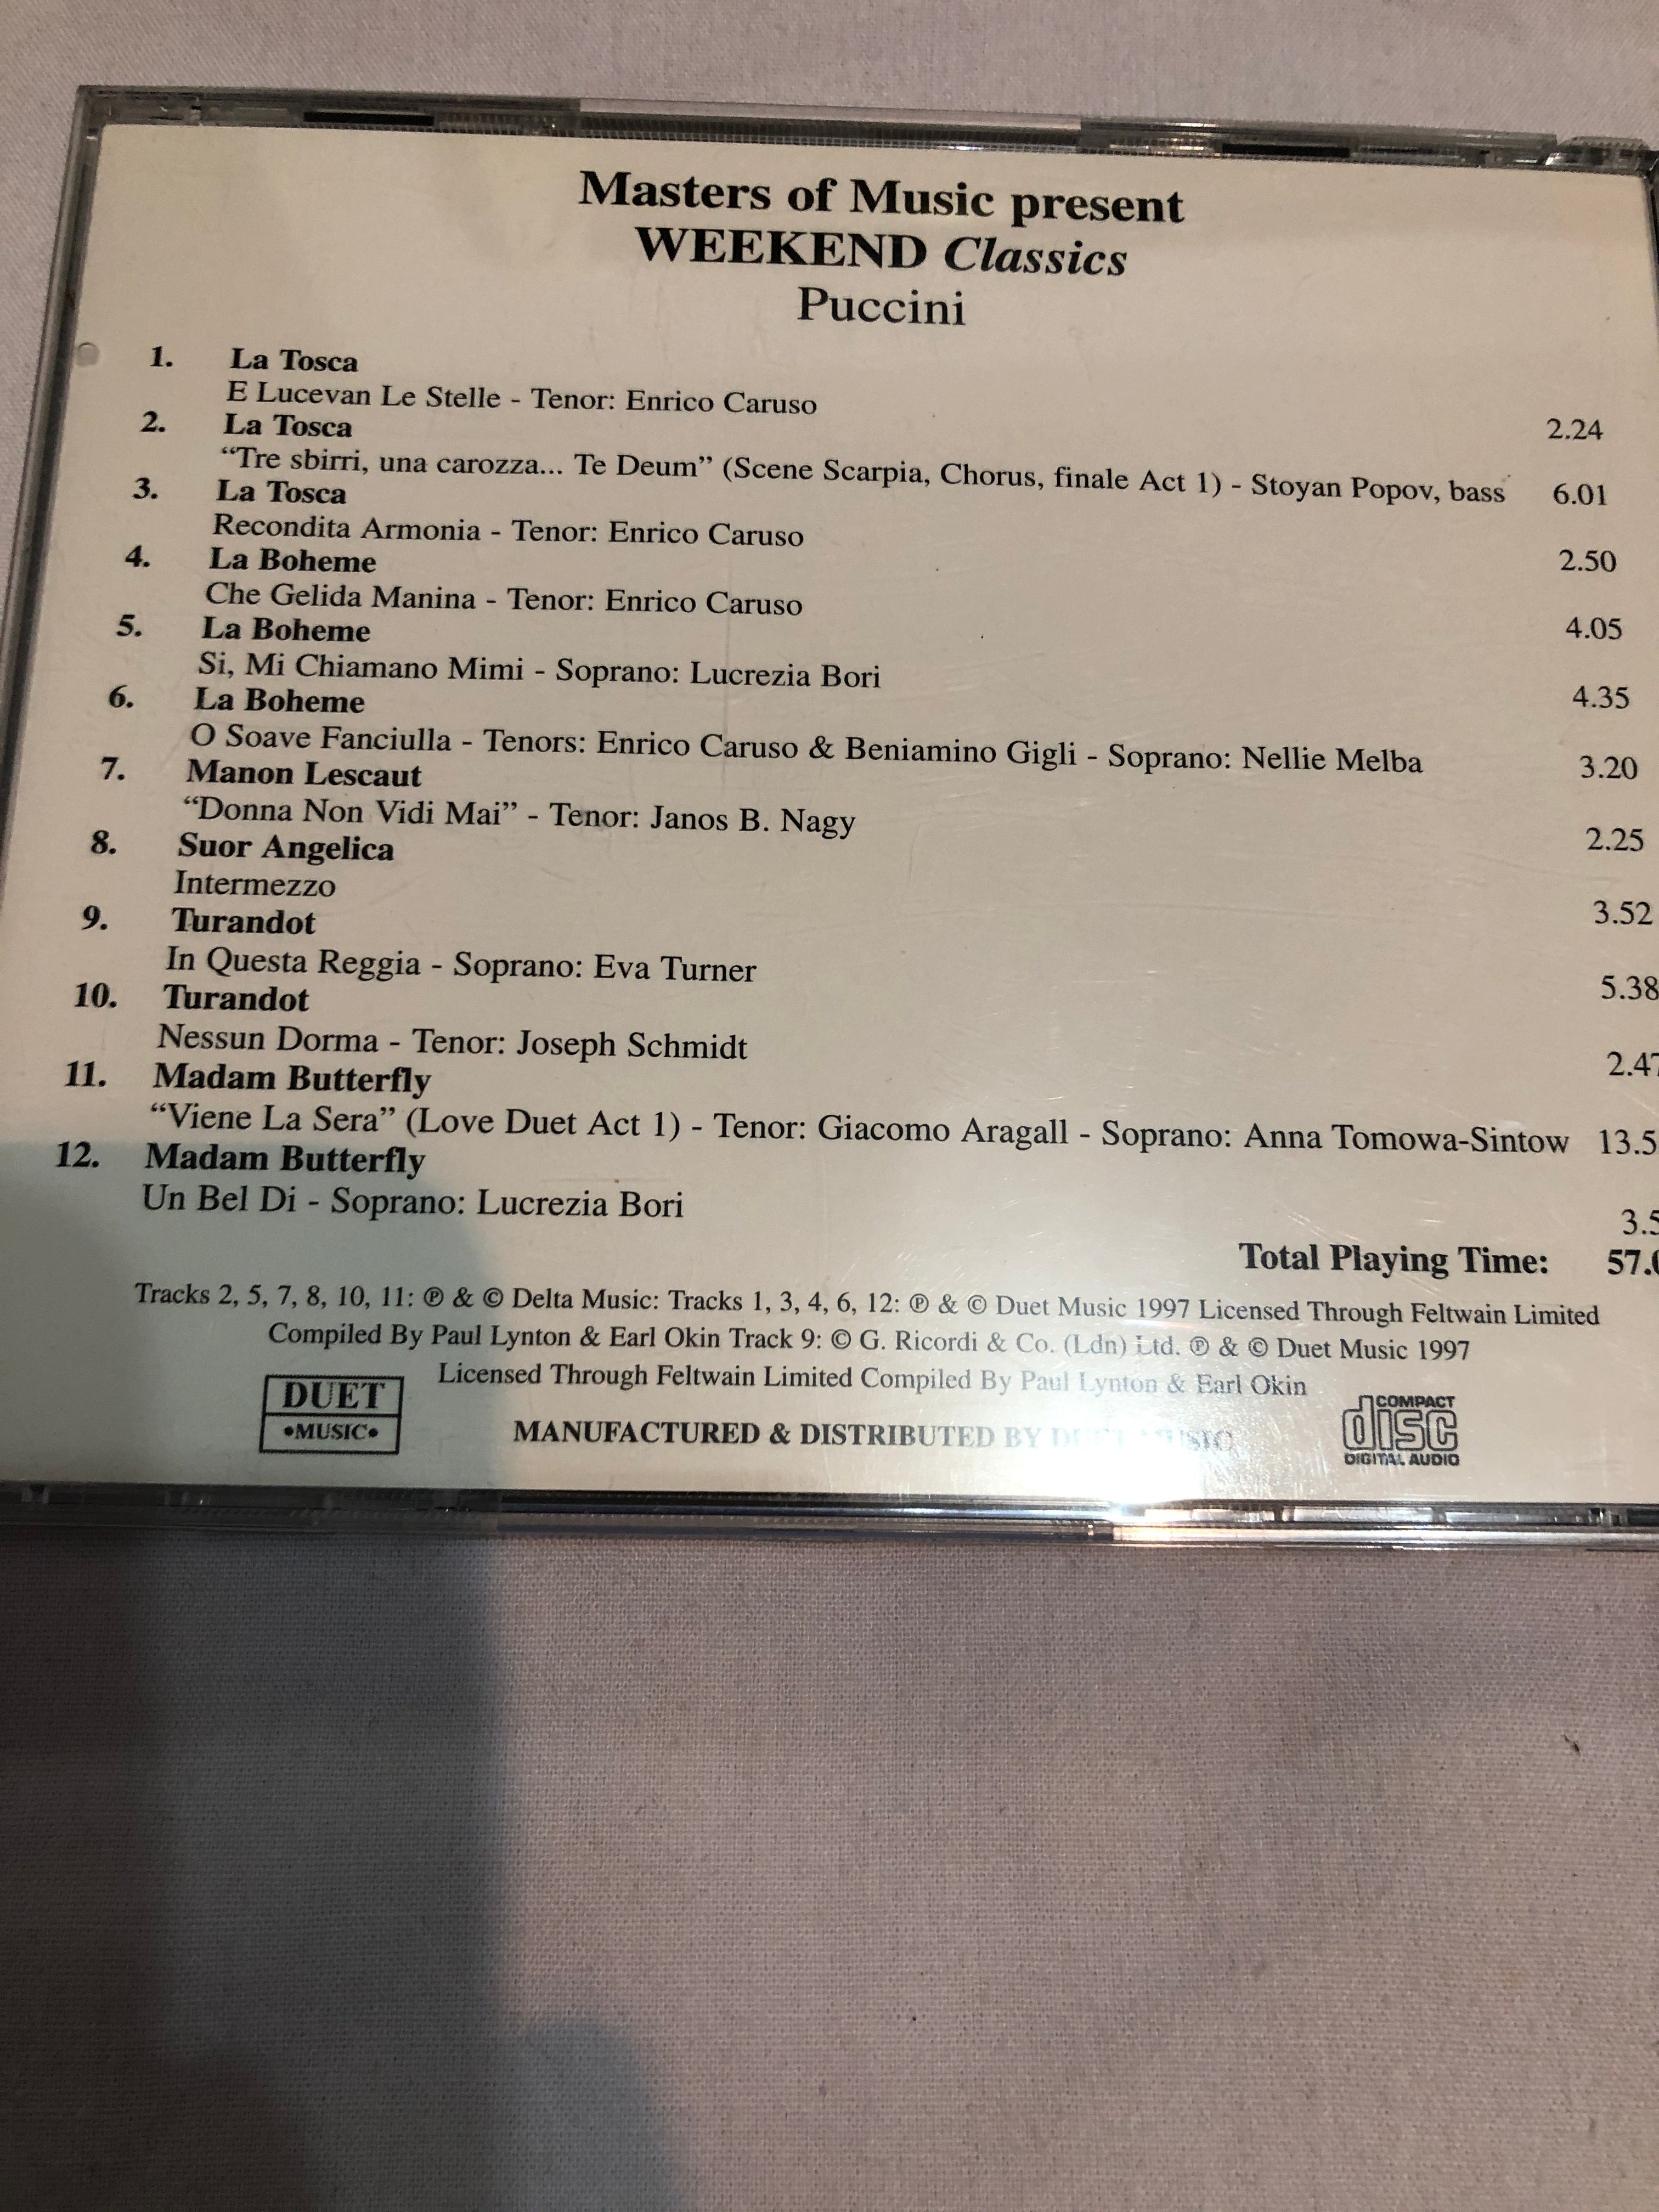 Masters of Music present
WEEKEND Classics
Puccini
1. La Tosca
E Lucevan Le Stelle - Tenor: Enrico Caruso 2.24
2. La Tosca
“Tre sbirri, una carozza... Te Deum” (Scene Scarpia, Chorus, finale Act 1) - Stoyan Popov, bass 6.01
3. La Tosca
Recondita Armonia - Tenor: Enrico Caruso 2.50
4. La Boheme
Che Gelida Manina - Tenor: Enrico Caruso 4.05
5. La Boheme
Si, Mi Chiamano Mimi - Soprano: Lucrezia Bori 4.35
6. La Boheme
O Soave Fanciulla - Tenors: Enrico Caruso & Beniamino Gigli - Soprano: Nellie Melba 3.20
7. Manon Lescaut
“Donna Non Vidi Mai” - Tenor: Janos B. Nagy 2.25
8. Suor Angelica
Intermezzo 3.52
9. Turandot
In Questa Reggia - Soprano: Eva Turner 5.38
10. Turandot
Nessun Dorma - Tenor: Joseph Schmidt 2.47
11. Madam Butterfly
“Viene La Sera” (Love Duet Act 1) - Tenor: Giacomo Aragall - Soprano: Anna Tomowa-Sintow 13.5
12. Madam Butterfly
Un Bel Di - Soprano: Lucrezia Bori 3.5
Total Playing Time: 57.
Tracks 2, 5, 7, 8, 10, 11: ℗ & © Delta Music: Tracks 1, 3, 4, 6, 12: ℗ & © Duet Music 1997 Licensed Through Feltwain Limited
Compiled By Paul Lynton & Earl Okin Track 9: © G. Ricordi & Co. (Ldn) Ltd. ℗ & © Duet Music 1997
Licensed Through Feltwain Limited Compiled By Paul Lynton & Earl Okin
DUET
•MUSIC•
MANUFACTURED & DISTRIBUTED BY
COMPACT
disc
DIGITAL AUDIO